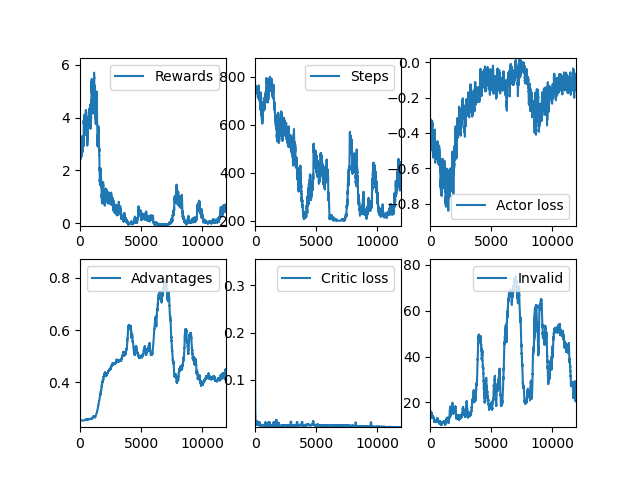 Rewards
6
4
2
0
0 5000 10000
Steps
800
600
400
200
0 5000 10000
Actor loss
0.0
−0.2
−0.4
−0.6
−0.8
0 5000 10000
Advantages
0.8
0.6
0.4
0 5000 10000
Critic loss
0.3
0.2
0.1
0 5000 10000
Invalid
80
60
40
20
0 5000 10000